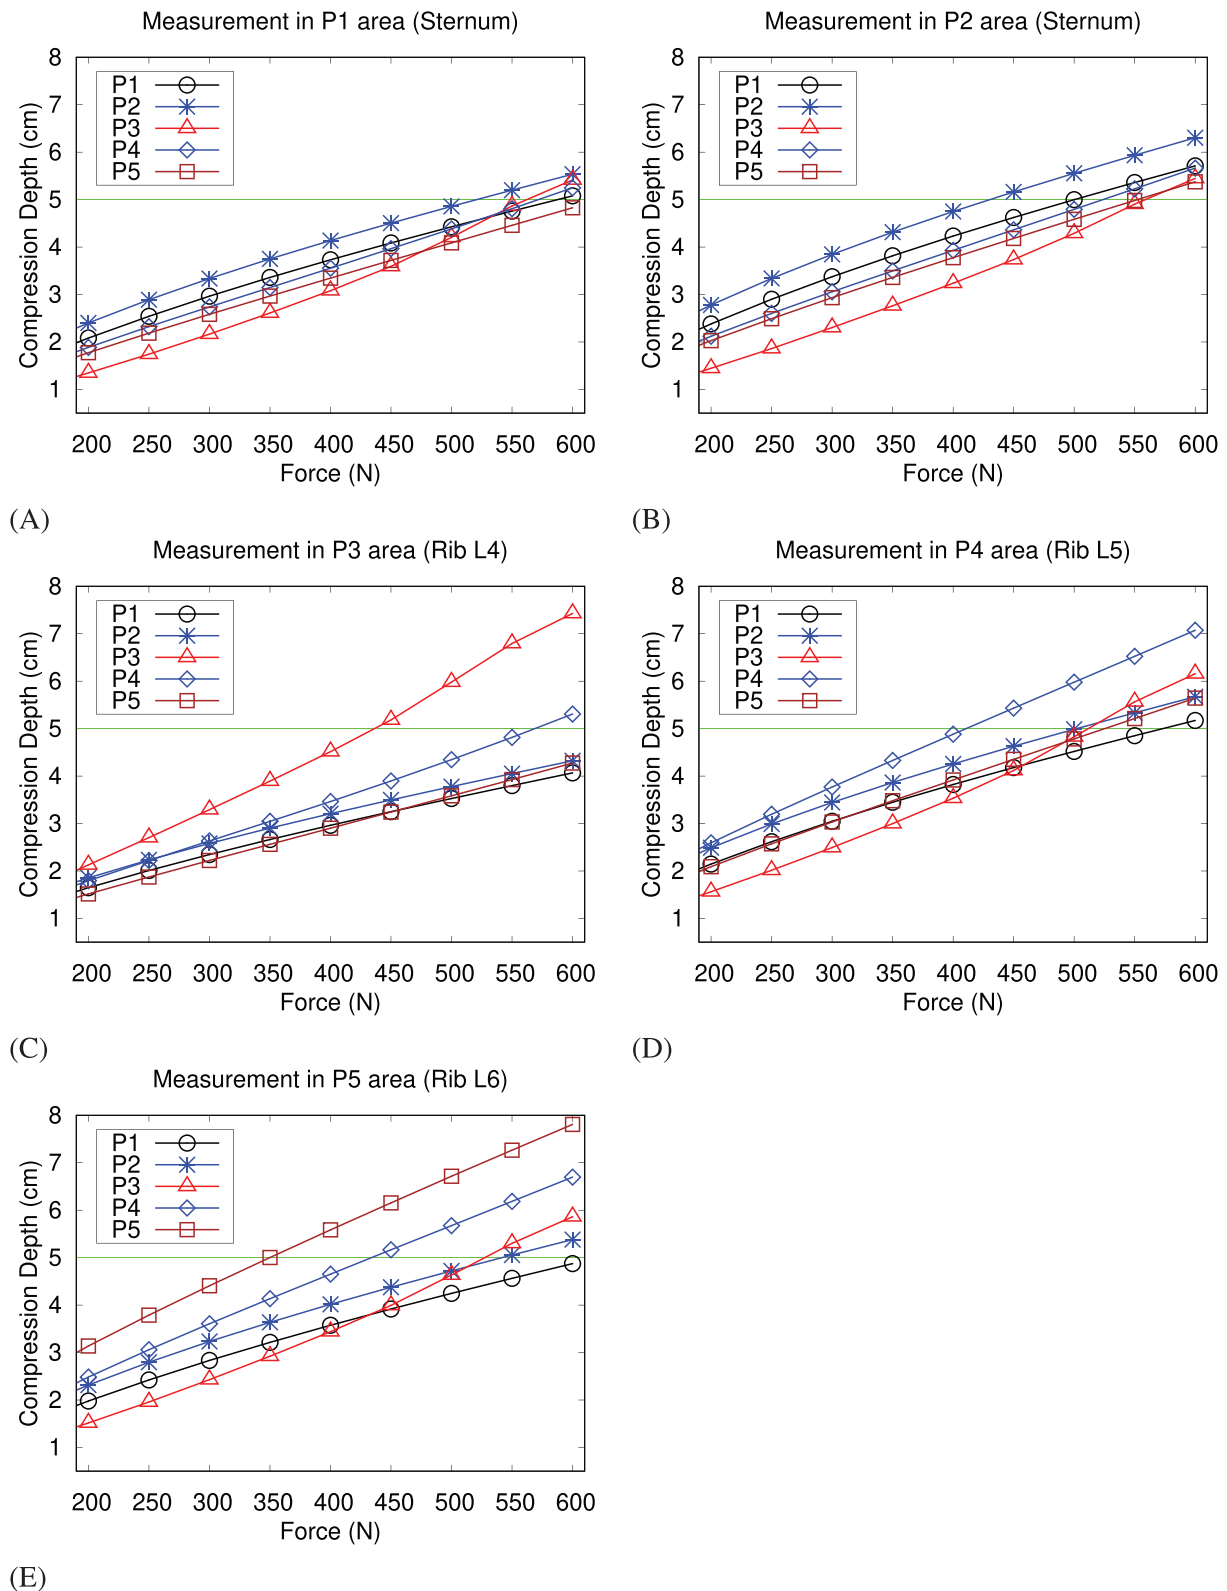 Measurement in P1 area (Sternum)
8
7
6
5
4
3
2
1
Compression Depth (cm)
P1
P2
P3
P4
P5
200 250 300 350 400 450 500 550 600
Force (N)
(A)
Measurement in P2 area (Sternum)
8
7
6
5
4
3
2
1
Compression Depth (cm)
P1
P2
P3
P4
P5
200 250 300 350 400 450 500 550 600
Force (N)
(B)
Measurement in P3 area (Rib L4)
8
7
6
5
4
3
2
1
Compression Depth (cm)
P1
P2
P3
P4
P5
200 250 300 350 400 450 500 550 600
Force (N)
(C)
Measurement in P4 area (Rib L5)
8
7
6
5
4
3
2
1
Compression Depth (cm)
P1
P2
P3
P4
P5
200 250 300 350 400 450 500 550 600
Force (N)
(D)
Measurement in P5 area (Rib L6)
8
7
6
5
4
3
2
1
Compression Depth (cm)
P1
P2
P3
P4
P5
200 250 300 350 400 450 500 550 600
Force (N)
(E)